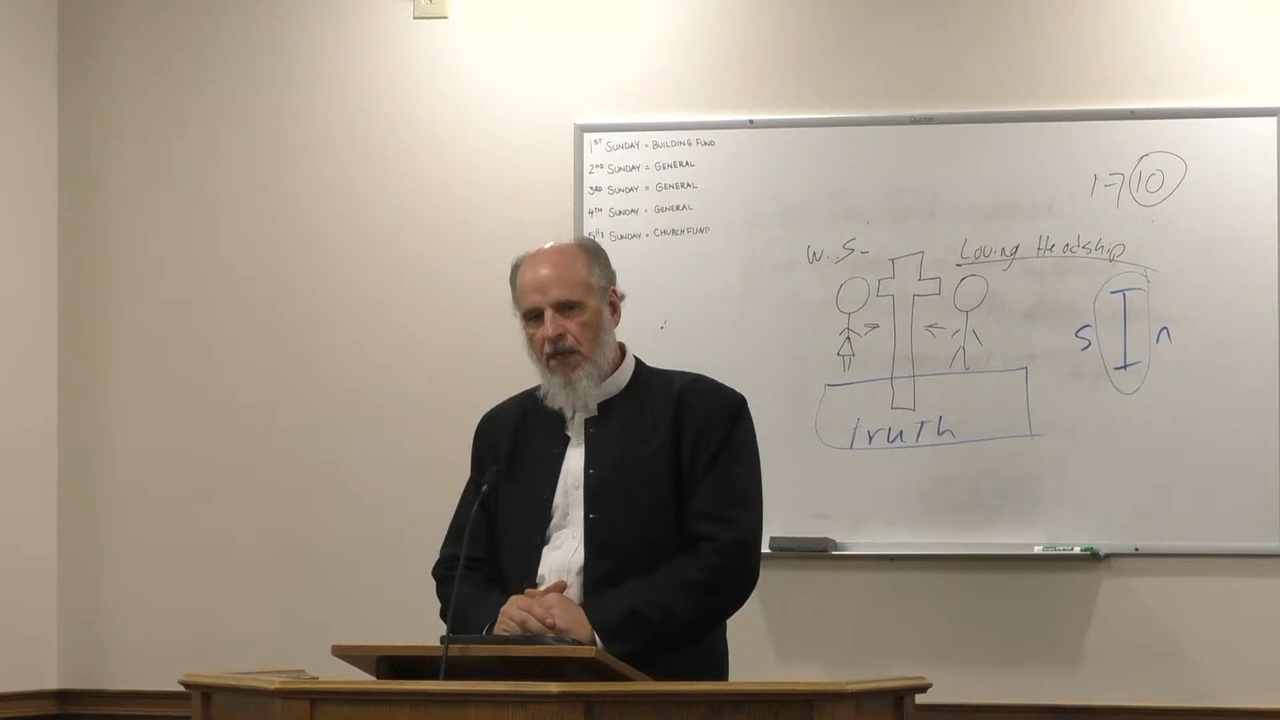 1ST SUNDAY = BUILDING FUND
2ND SUNDAY = GENERAL
3RD SUNDAY = GENERAL
4TH SUNDAY = GENERAL
5th SUNDAY = CHURCH FUND
1-7 10
W. S- Loving Headship
s I n
truth